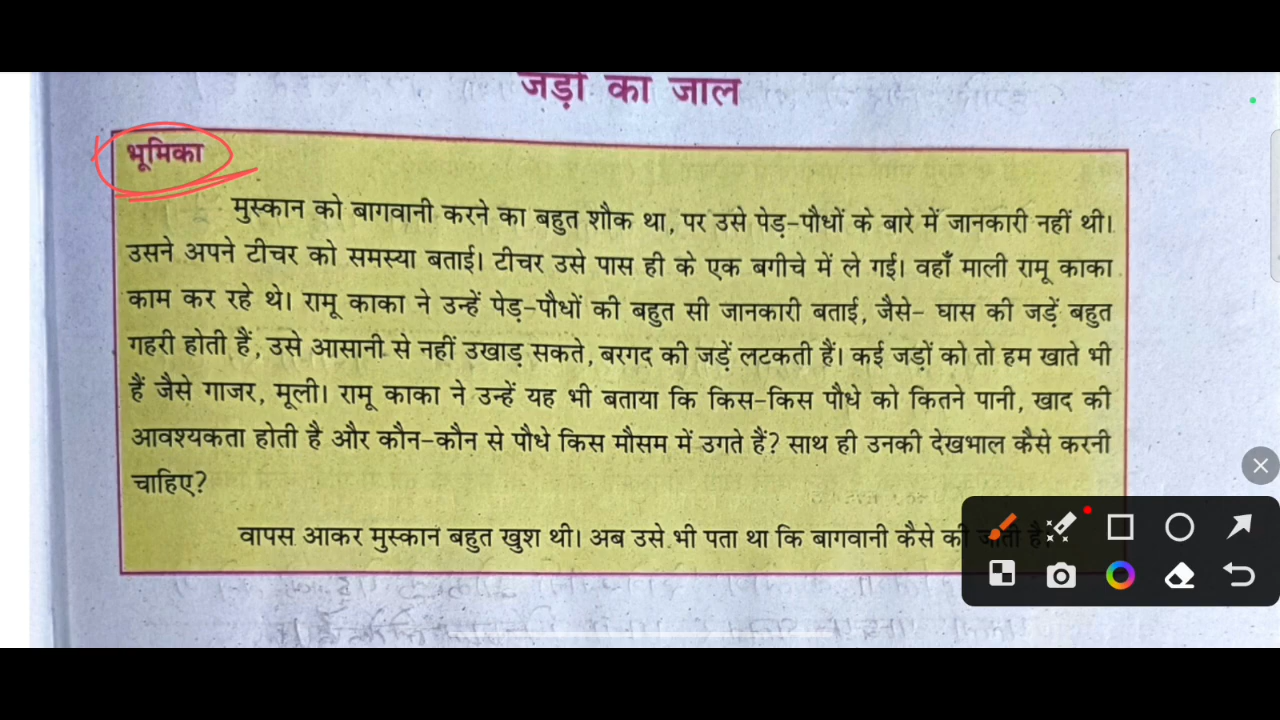 जड़ों का जाल
भूमिका
मुस्कान को बागवानी करने का बहुत शौक था, पर उसे पेड़-पौधों के बारे में जानकारी नहीं थी।
उसने अपने टीचर को समस्या बताई। टीचर उसे पास ही के एक बगीचे में ले गई। वहाँ माली रामू काका
काम कर रहे थे। रामू काका ने उन्हें पेड़-पौधों की बहुत सी जानकारी बताई, जैसे- घास की जड़ें बहुत
गहरी होती हैं, उसे आसानी से नहीं उखाड़ सकते, बरगद की जड़ें लटकती हैं। कई जड़ों को तो हम खाते भी
हैं जैसे गाजर, मूली। रामू काका ने उन्हें यह भी बताया कि किस-किस पौधे को कितने पानी, खाद की
आवश्यकता होती है और कौन-कौन से पौधे किस मौसम में उगते हैं? साथ ही उनकी देखभाल कैसे करनी
चाहिए?
वापस आकर मुस्कान बहुत खुश थी। अब उसे भी पता था कि बागवानी कैसे की जाती है?